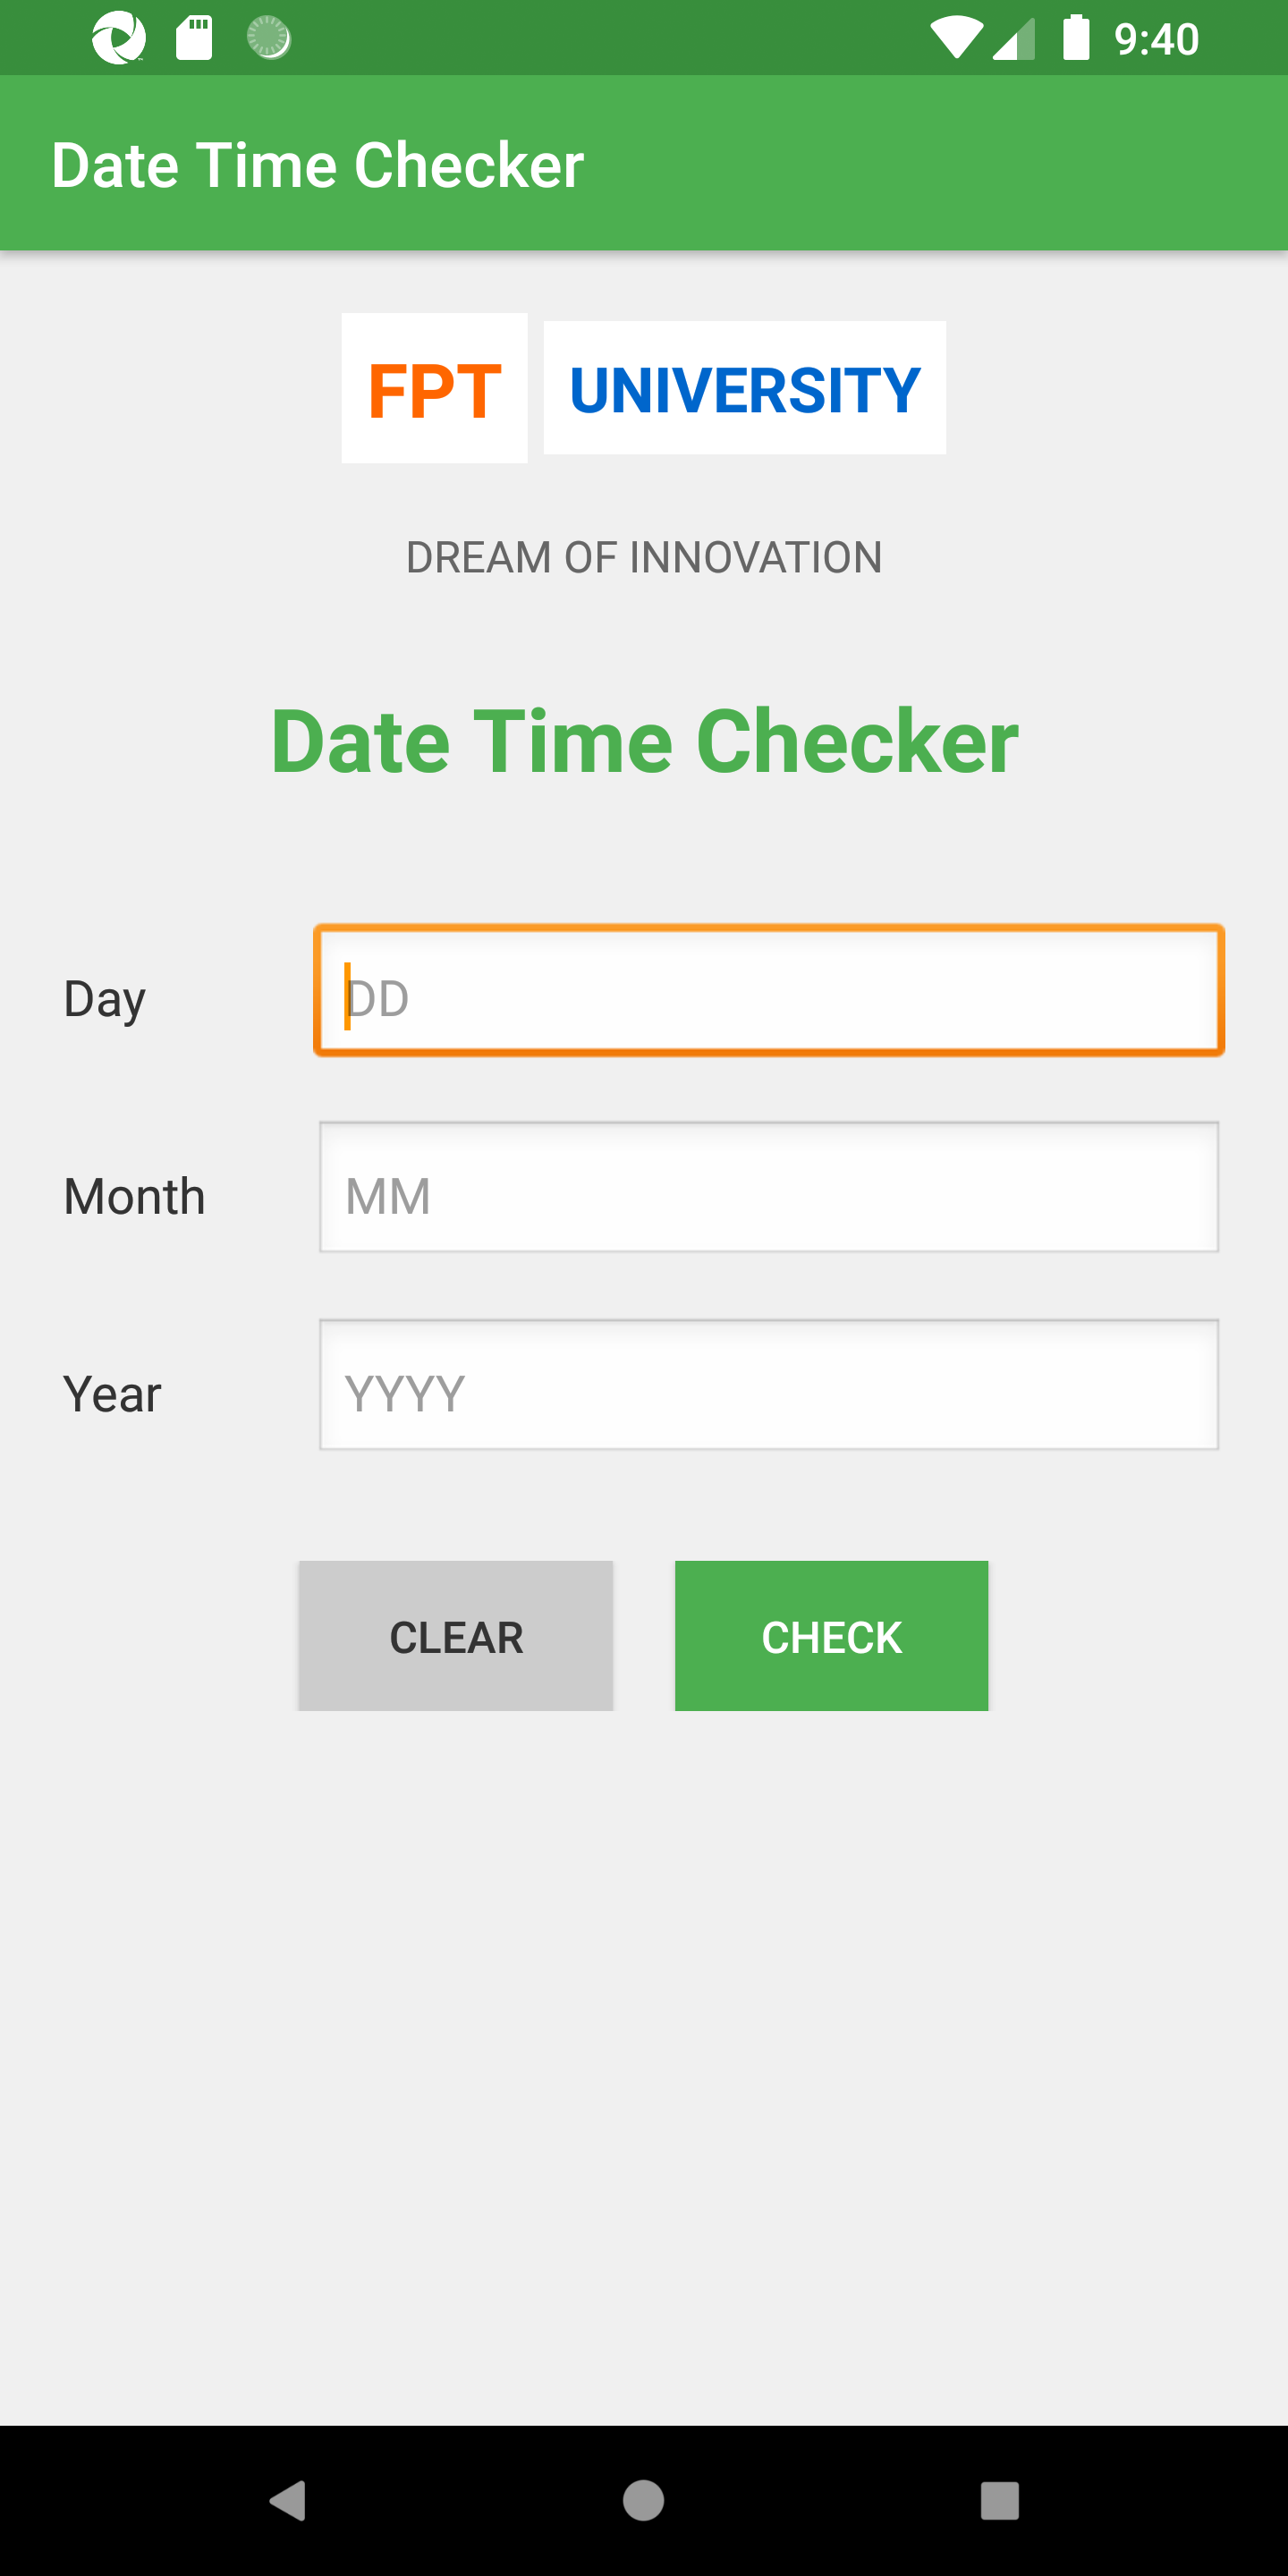 9:40
Date Time Checker
FPT UNIVERSITY
DREAM OF INNOVATION
Date Time Checker
Day DD
Month MM
Year YYYY
CLEAR CHECK